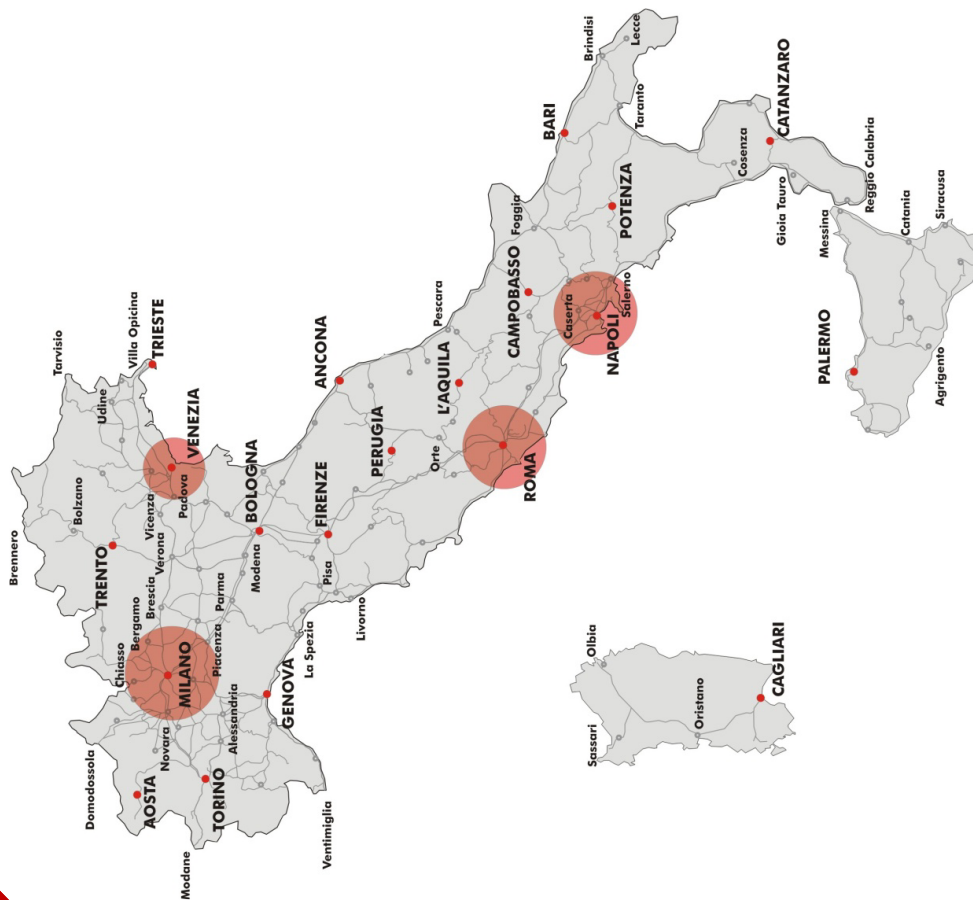 Brennero
Tarvisio
Bolzano
Udine
Villa Opicina
TRIESTE
TRENTO
Vicenza
VENEZIA
Padova
Verona
Chiasso
Bergamo
Brescia
Domodossola
MILANO
Novara
AOSTA
TORINO
Modane
Piacenza
Parma
Alessandria
GENOVA
Modena
BOLOGNA
Ventimiglia
La Spezia
Pisa
Livorno
FIRENZE
ANCONA
PERUGIA
Orte
Pescara
L'AQUILA
ROMA
CAMPOBASSO
Foggia
Caserta
NAPOLI
Salerno
BARI
POTENZA
Brindisi
Lecce
Taranto
Cosenza
CATANZARO
Gioia Tauro
Reggio Calabria
Messina
PALERMO
Catania
Siracusa
Agrigento
Olbia
Sassari
Oristano
CAGLIARI